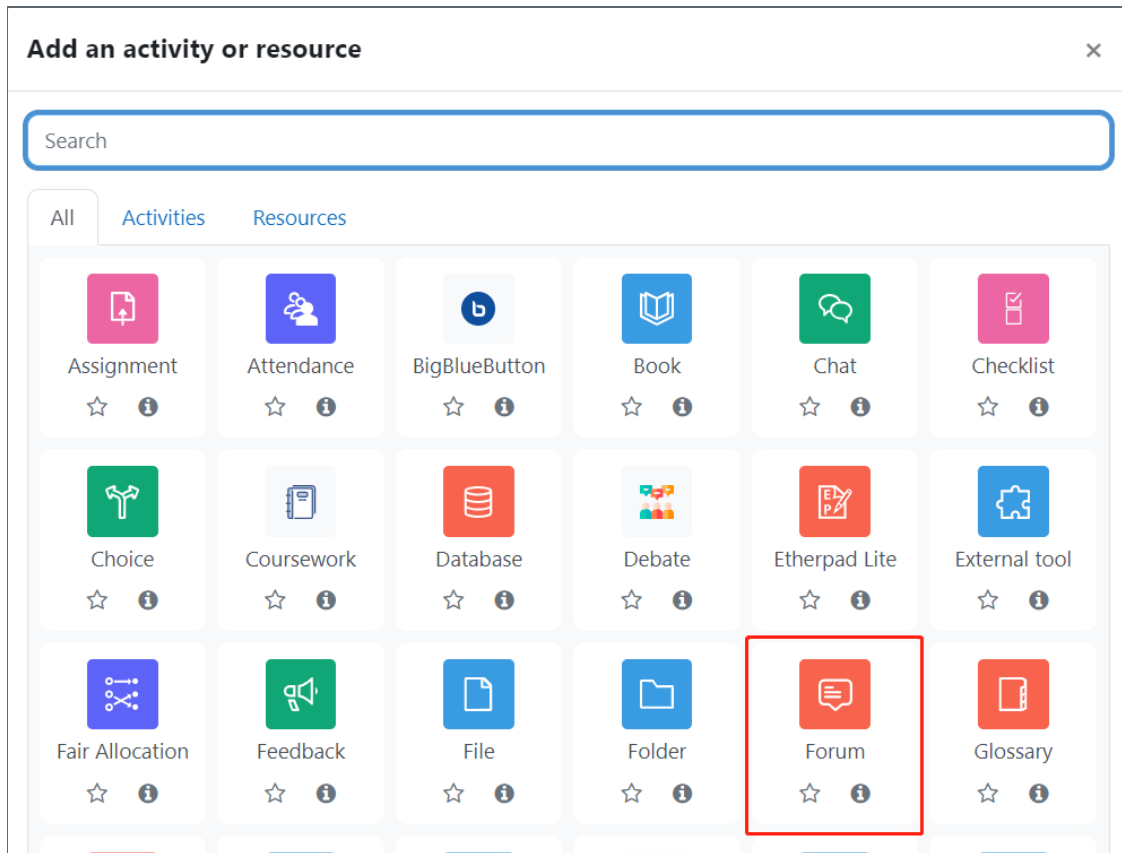 Add an activity or resource ×
Search
All Activities Resources
Assignment Attendance BigBlueButton Book Chat Checklist
Choice Coursework Database Debate Etherpad Lite External tool
Fair Allocation Feedback File Folder Forum Glossary